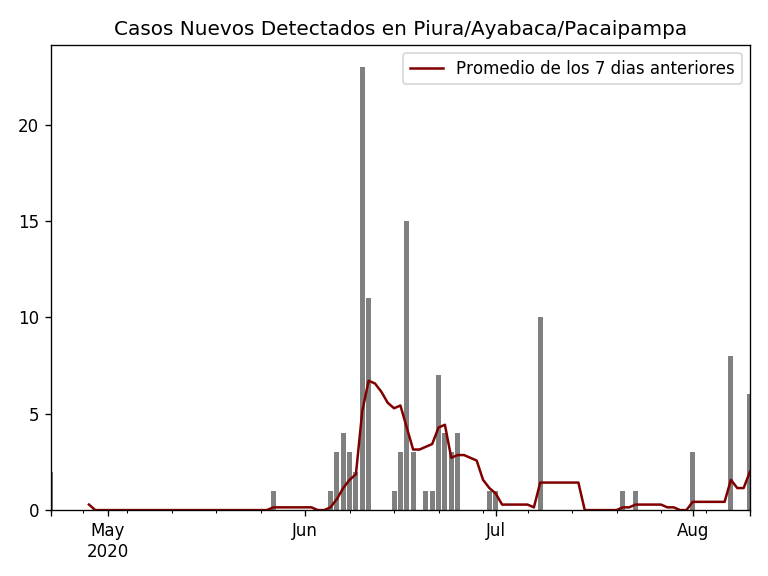 Casos Nuevos Detectados en Piura/Ayabaca/Pacaipampa
Promedio de los 7 dias anteriores
20
15
10
5
0
May
2020
Jun
Jul
Aug